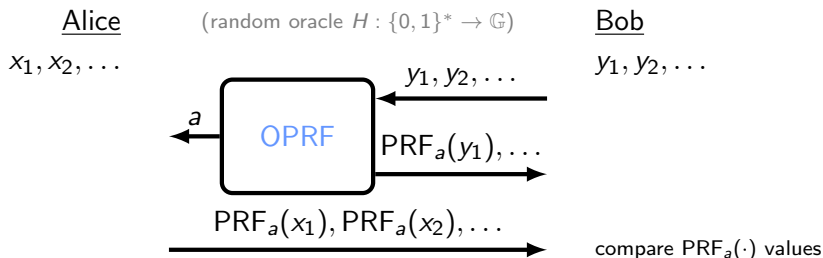 Alice (random oracle H : {0, 1}* → 𝔾) Bob
x₁, x₂, . . . y₁, y₂, . . .
y₁, y₂, . . .
a
OPRF
PRFₐ(y₁), . . .
PRFₐ(x₁), PRFₐ(x₂), . . .
compare PRFₐ(·) values